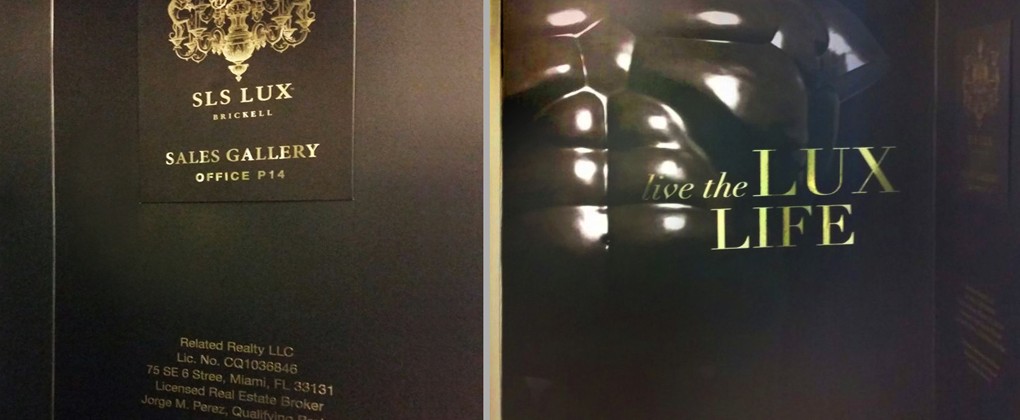 SLS LUX
BRICKELL
SALES GALLERY
OFFICE P14
Related Realty LLC
Lic. No. CQ1036846
75 SE 6 Stree, Miami, FL 33131
Licensed Real Estate Broker
Jorge M. Perez, Qualifying
live the LUX
LIFE